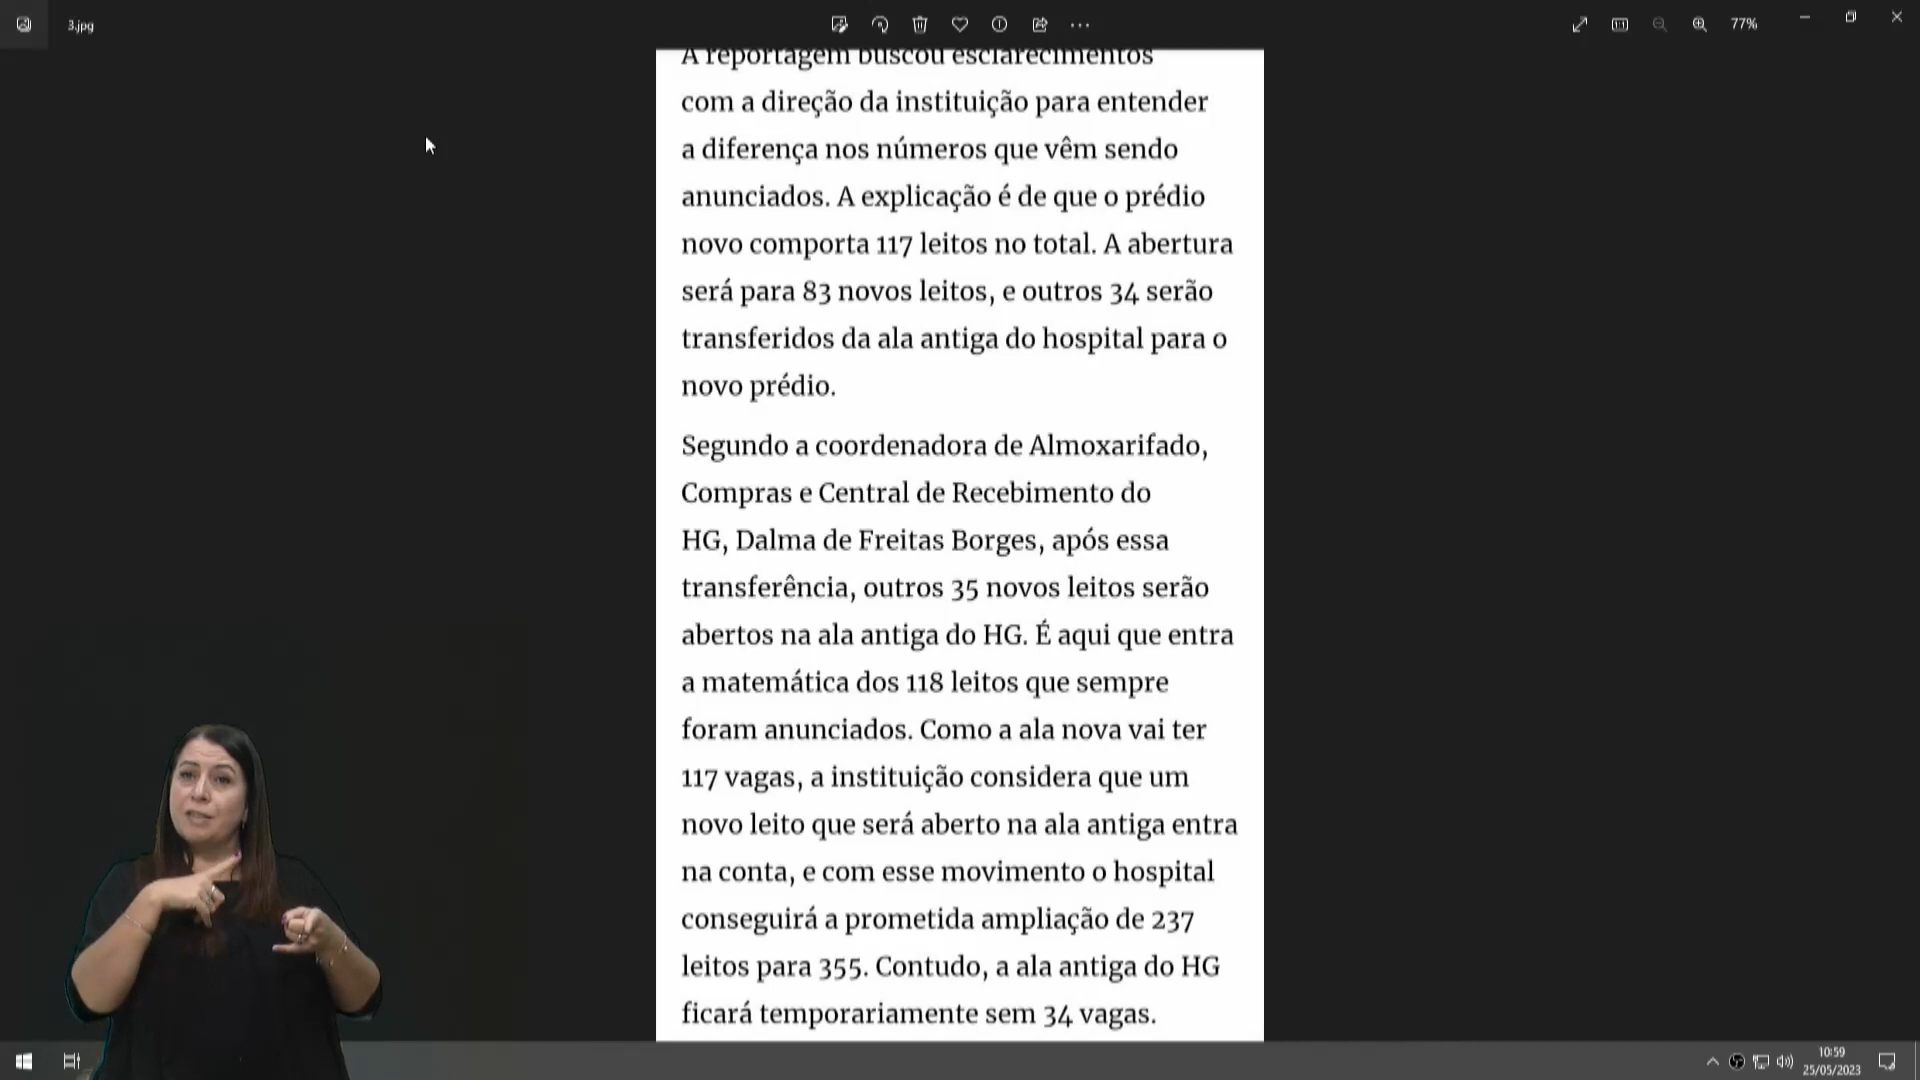 3.jpg
77%
A reportagem buscou esclarecimentos
com a direção da instituição para entender
a diferença nos números que vêm sendo
anunciados. A explicação é de que o prédio
novo comporta 117 leitos no total. A abertura
será para 83 novos leitos, e outros 34 serão
transferidos da ala antiga do hospital para o
novo prédio.
Segundo a coordenadora de Almoxarifado,
Compras e Central de Recebimento do
HG, Dalma de Freitas Borges, após essa
transferência, outros 35 novos leitos serão
abertos na ala antiga do HG. É aqui que entra
a matemática dos 118 leitos que sempre
foram anunciados. Como a ala nova vai ter
117 vagas, a instituição considera que um
novo leito que será aberto na ala antiga entra
na conta, e com esse movimento o hospital
conseguirá a prometida ampliação de 237
leitos para 355. Contudo, a ala antiga do HG
ficará temporariamente sem 34 vagas.
10:59
25/05/2023